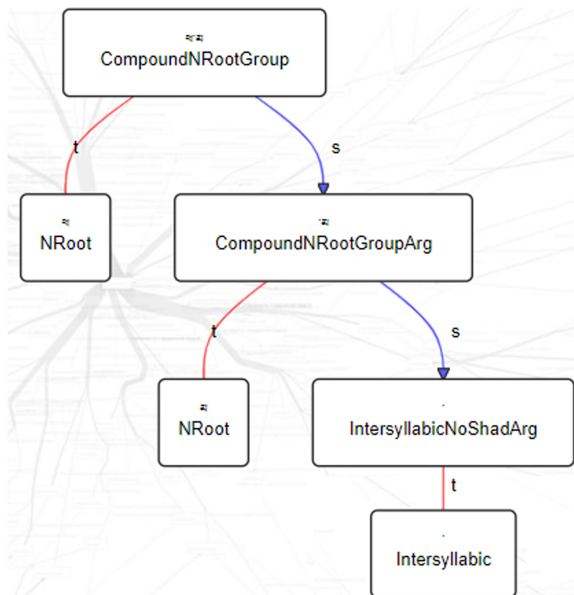 CompoundNRootGroup
t
s
NRoot
CompoundNRootGroupArg
t
s
NRoot
IntersyllabicNoShadArg
t
Intersyllabic